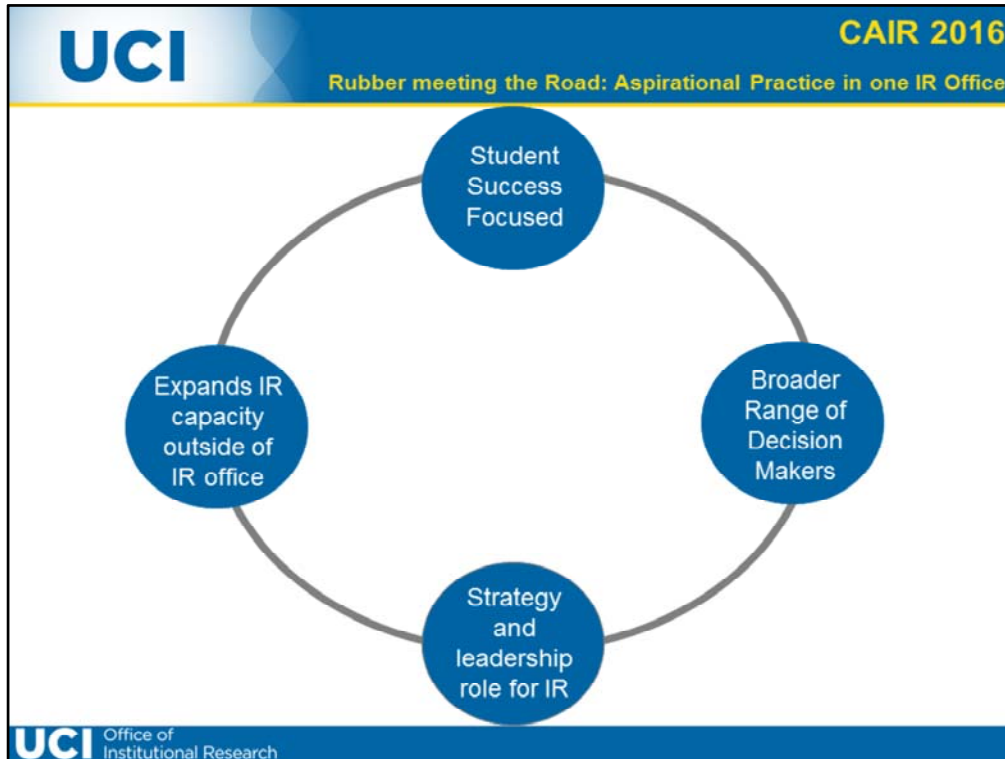 UCI
CAIR 2016
Rubber meeting the Road: Aspirational Practice in one IR Office
Student
Success
Focused
Expands IR
capacity
outside of
IR office
Broader
Range of
Decision
Makers
Strategy
and
leadership
role for IR
UCI Office of
Institutional Research